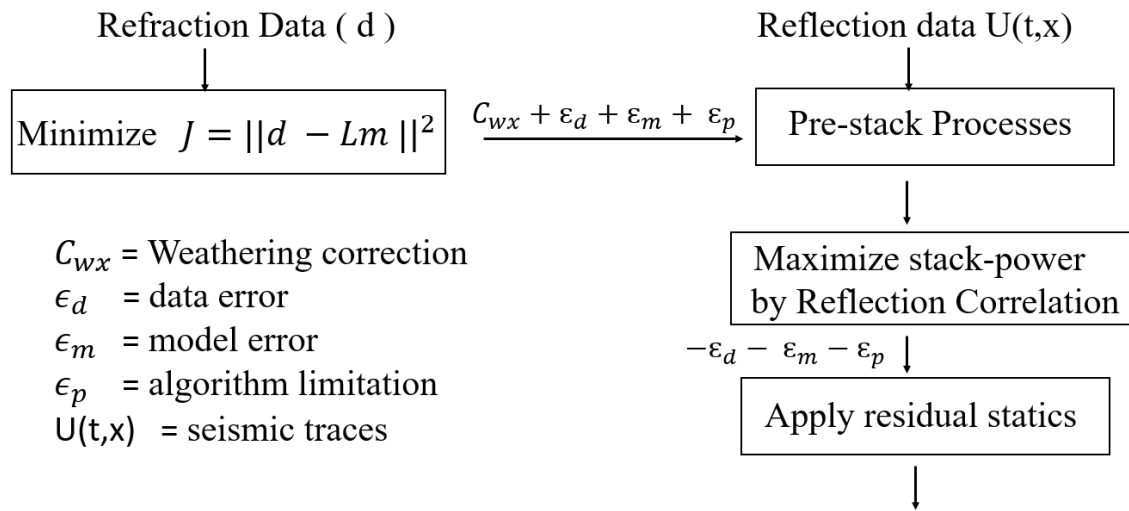 Refraction Data ( d )
Minimize J = ||d − Lm ||²
C_wx + ε_d + ε_m + ε_p
Reflection data U(t,x)
Pre-stack Processes
Maximize stack-power
by Reflection Correlation
−ε_d − ε_m − ε_p
Apply residual statics
C_wx = Weathering correction
ϵ_d = data error
ϵ_m = model error
ϵ_p = algorithm limitation
U(t,x) = seismic traces